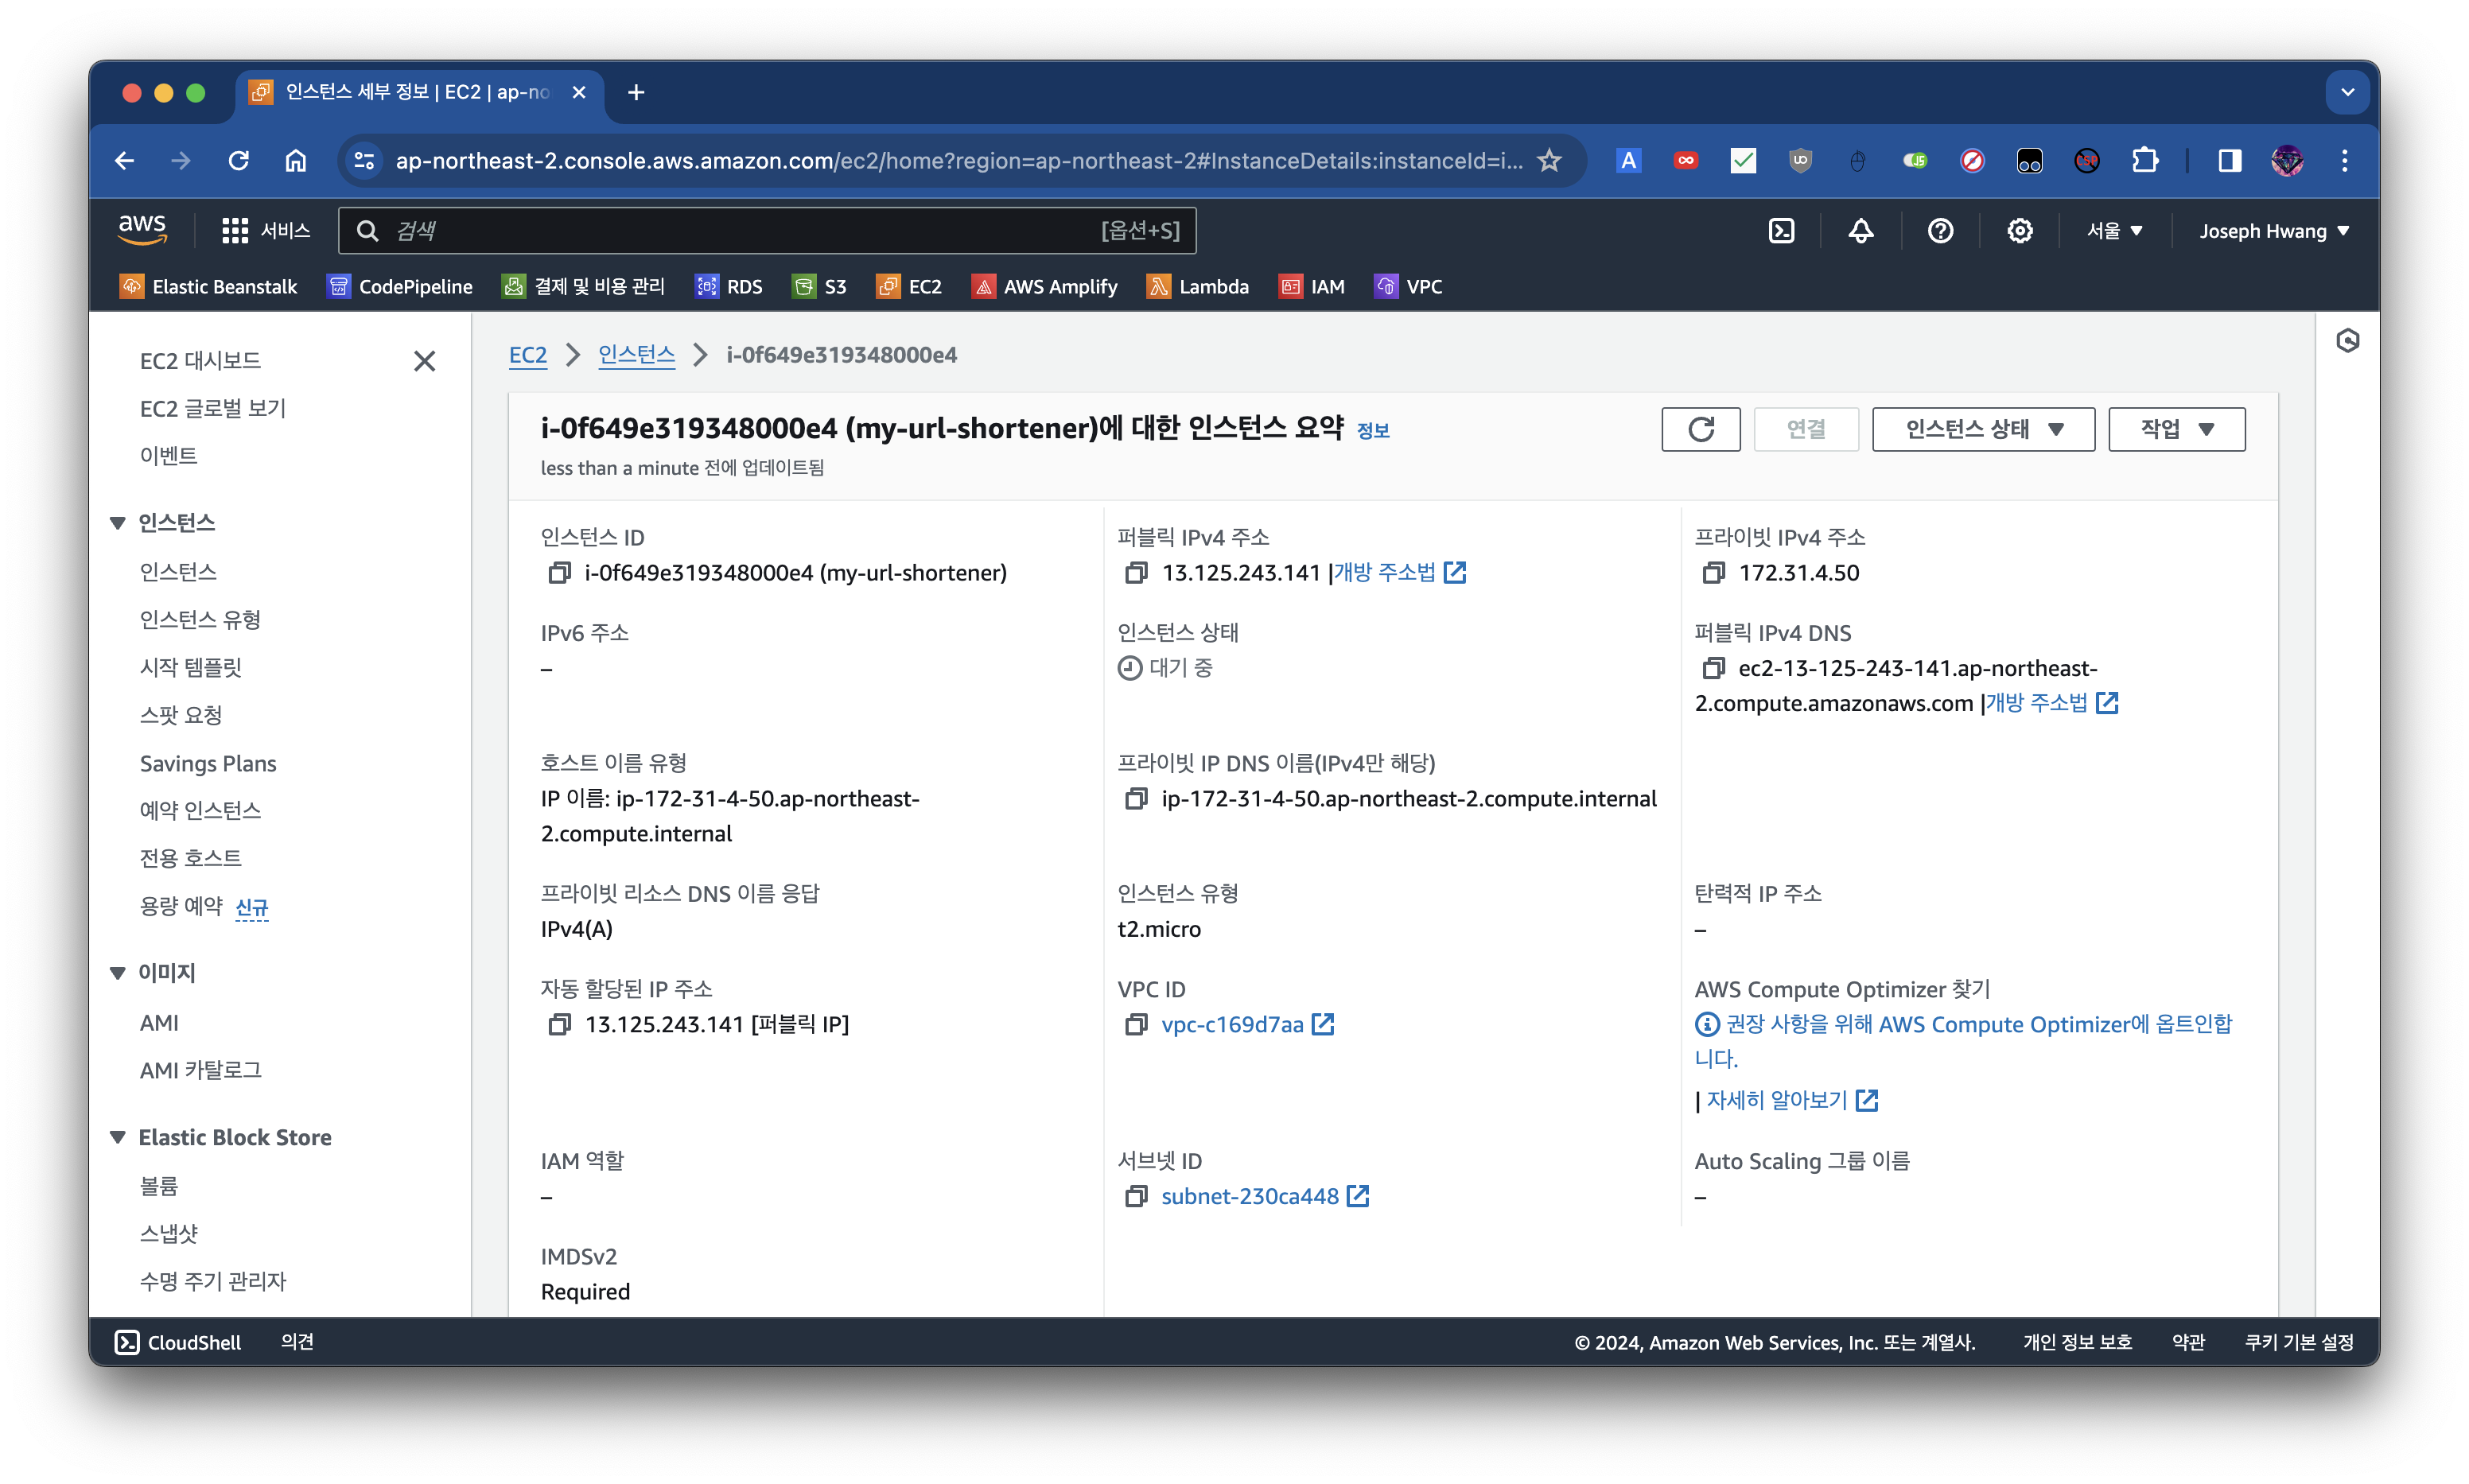 인스턴스 세부 정보 | EC2 | ap-no
ap-northeast-2.console.aws.amazon.com/ec2/home?region=ap-northeast-2#InstanceDetails:instanceId=i...
aws
서비스
검색
[옵션+S]
서울
Joseph Hwang
Elastic Beanstalk
CodePipeline
결제 및 비용 관리
RDS
S3
EC2
AWS Amplify
Lambda
IAM
VPC
EC2 대시보드
EC2 글로벌 보기
이벤트
인스턴스
인스턴스
인스턴스 유형
시작 템플릿
스팟 요청
Savings Plans
예약 인스턴스
전용 호스트
용량 예약 신규
이미지
AMI
AMI 카탈로그
Elastic Block Store
볼륨
스냅샷
수명 주기 관리자
EC2 > 인스턴스 > i-0f649e319348000e4
i-0f649e319348000e4 (my-url-shortener)에 대한 인스턴스 요약 정보
less than a minute 전에 업데이트됨
연결
인스턴스 상태
작업
인스턴스 ID
i-0f649e319348000e4 (my-url-shortener)
퍼블릭 IPv4 주소
13.125.243.141 |개방 주소법
프라이빗 IPv4 주소
172.31.4.50
IPv6 주소
–
인스턴스 상태
대기 중
퍼블릭 IPv4 DNS
ec2-13-125-243-141.ap-northeast-
2.compute.amazonaws.com |개방 주소법
호스트 이름 유형
IP 이름: ip-172-31-4-50.ap-northeast-
2.compute.internal
프라이빗 IP DNS 이름(IPv4만 해당)
ip-172-31-4-50.ap-northeast-2.compute.internal
프라이빗 리소스 DNS 이름 응답
IPv4(A)
인스턴스 유형
t2.micro
탄력적 IP 주소
–
자동 할당된 IP 주소
13.125.243.141 [퍼블릭 IP]
VPC ID
vpc-c169d7aa
AWS Compute Optimizer 찾기
권장 사항을 위해 AWS Compute Optimizer에 옵트인합
니다.
| 자세히 알아보기
IAM 역할
–
서브넷 ID
subnet-230ca448
Auto Scaling 그룹 이름
–
IMDSv2
Required
CloudShell
의견
© 2024, Amazon Web Services, Inc. 또는 계열사.
개인 정보 보호
약관
쿠키 기본 설정